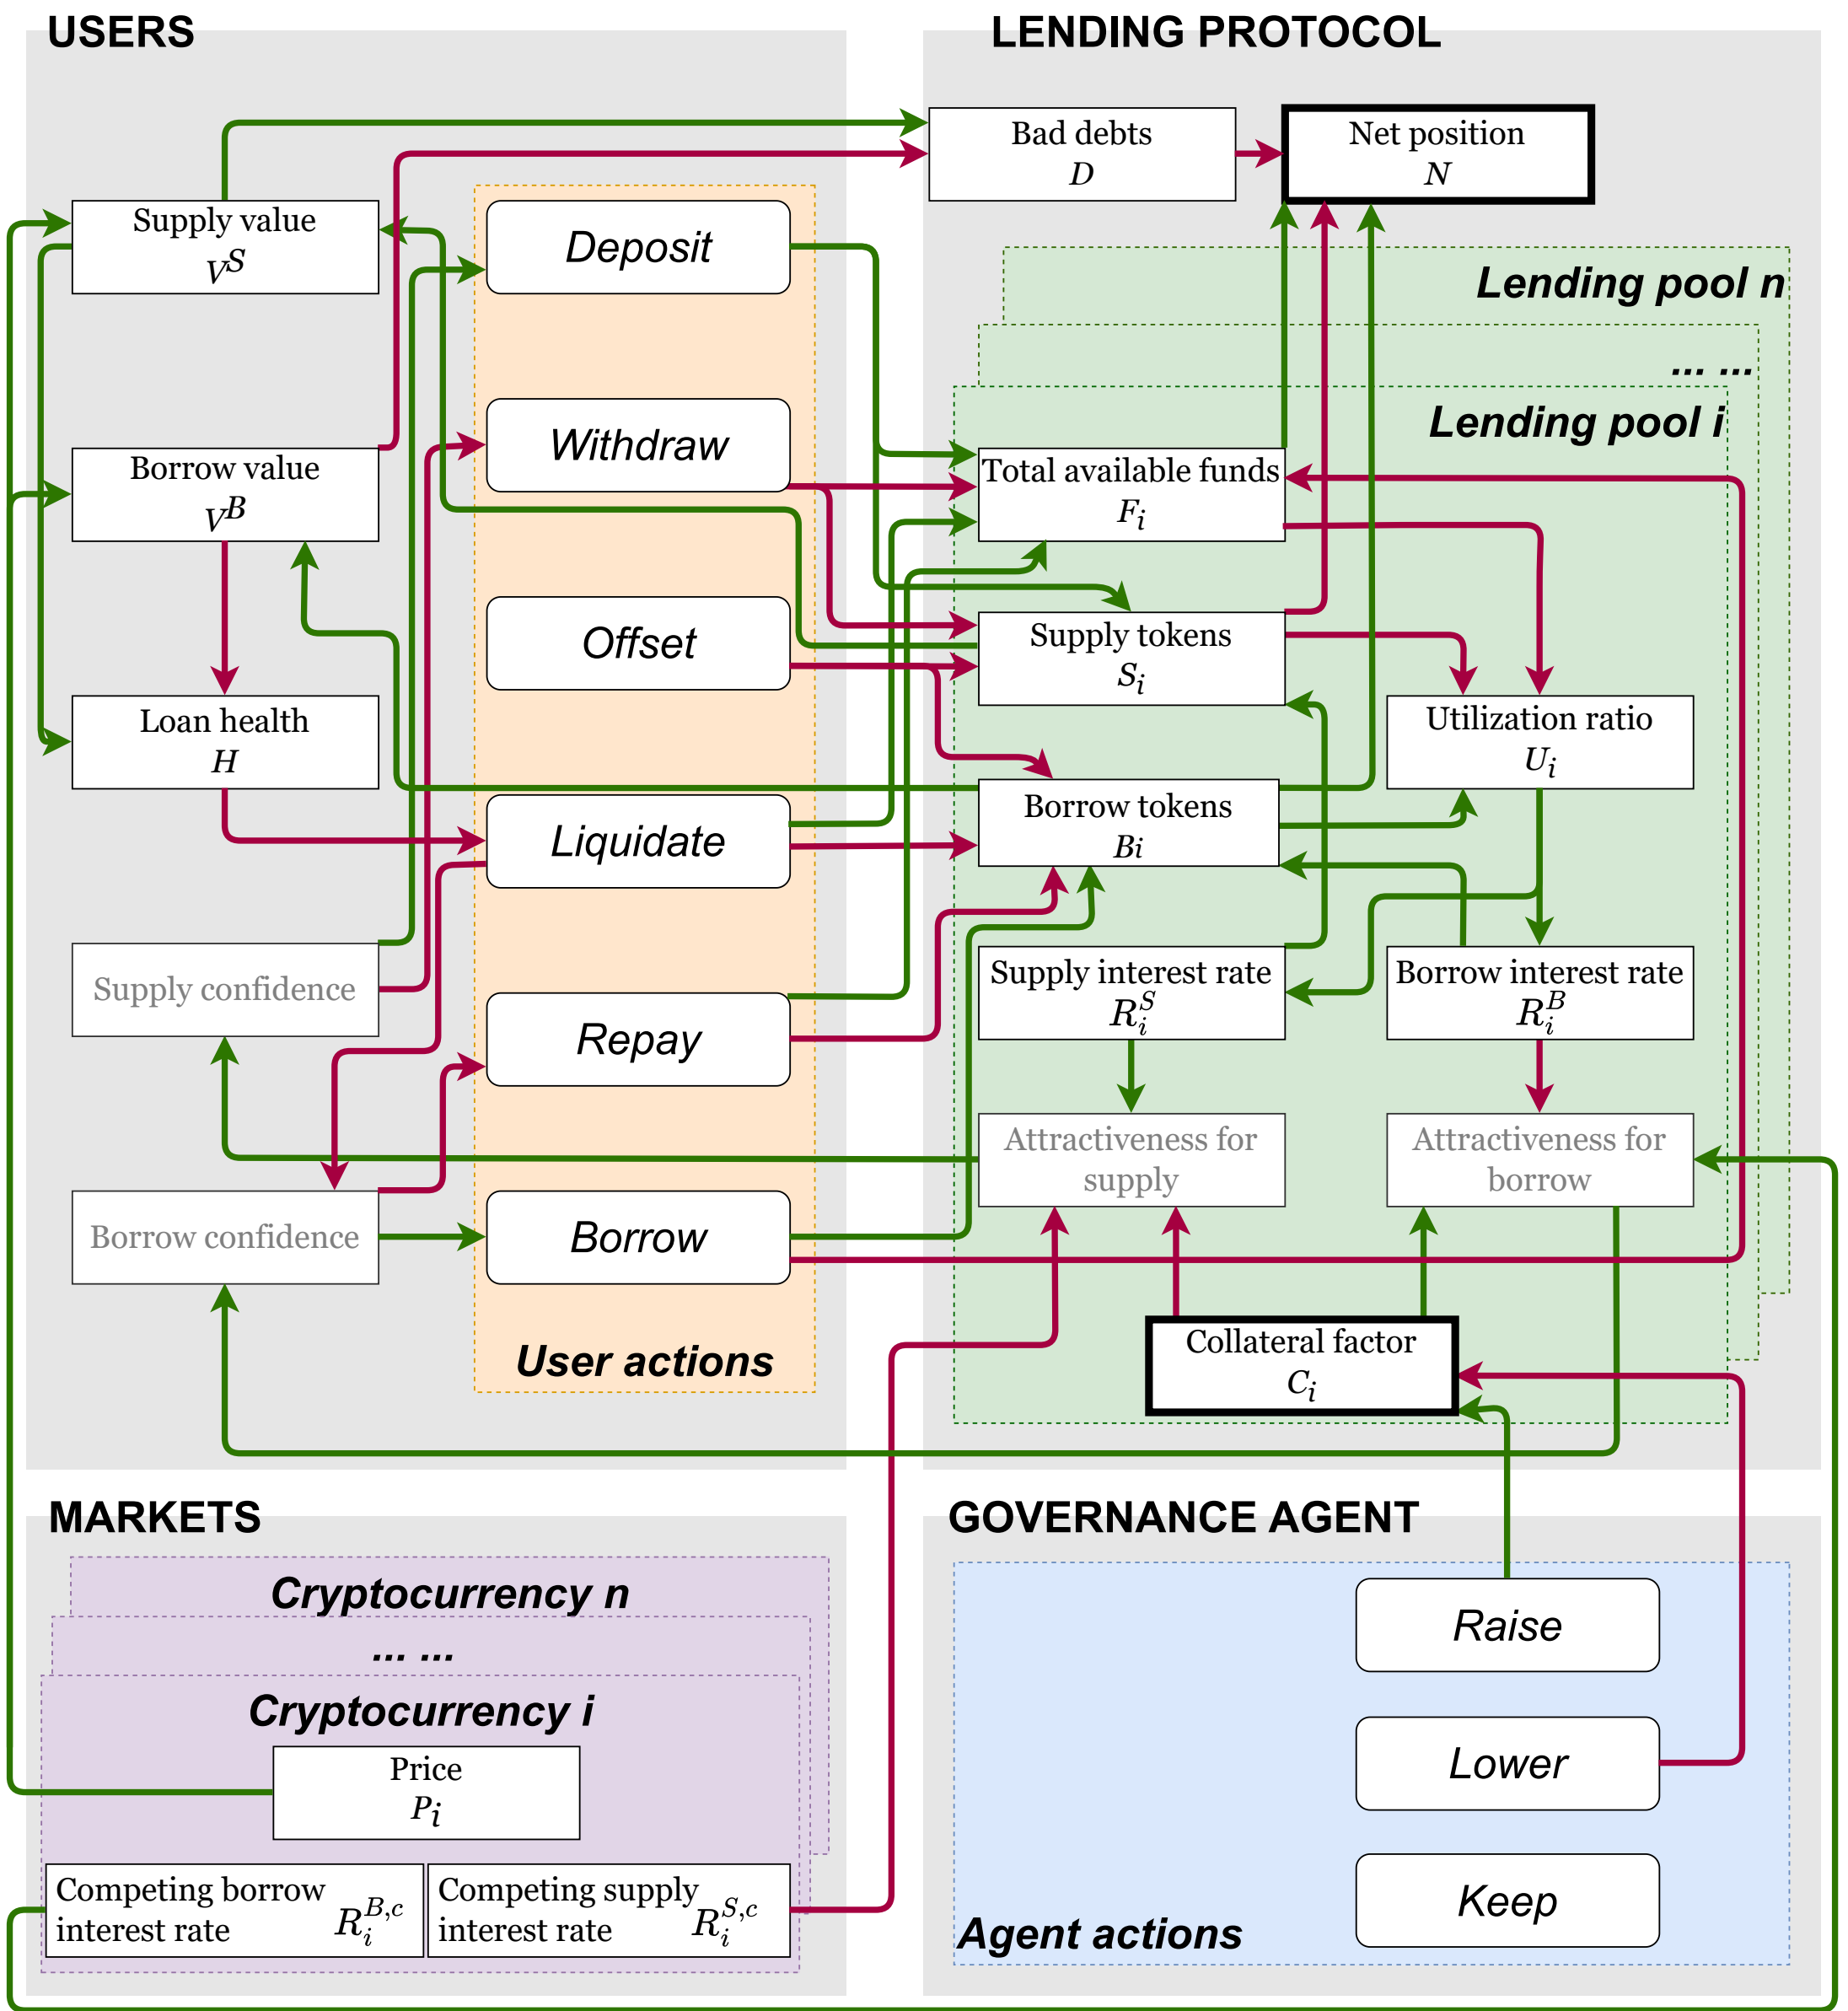 USERS
Supply value
V^S
Borrow value
V^B
Loan health
H
Supply confidence
Borrow confidence
Deposit
Withdraw
Offset
Liquidate
Repay
Borrow
User actions
LENDING PROTOCOL
Bad debts
D
Net position
N
Lending pool n
... ...
Lending pool i
Total available funds
F_i
Supply tokens
S_i
Utilization ratio
U_i
Borrow tokens
Bi
Supply interest rate
R_i^S
Borrow interest rate
R_i^B
Attractiveness for
supply
Attractiveness for
borrow
Collateral factor
C_i
MARKETS
Cryptocurrency n
... ...
Cryptocurrency i
Price
P_i
Competing borrow
interest rate R_i^{B,c}
Competing supply
interest rate R_i^{S,c}
GOVERNANCE AGENT
Raise
Lower
Keep
Agent actions